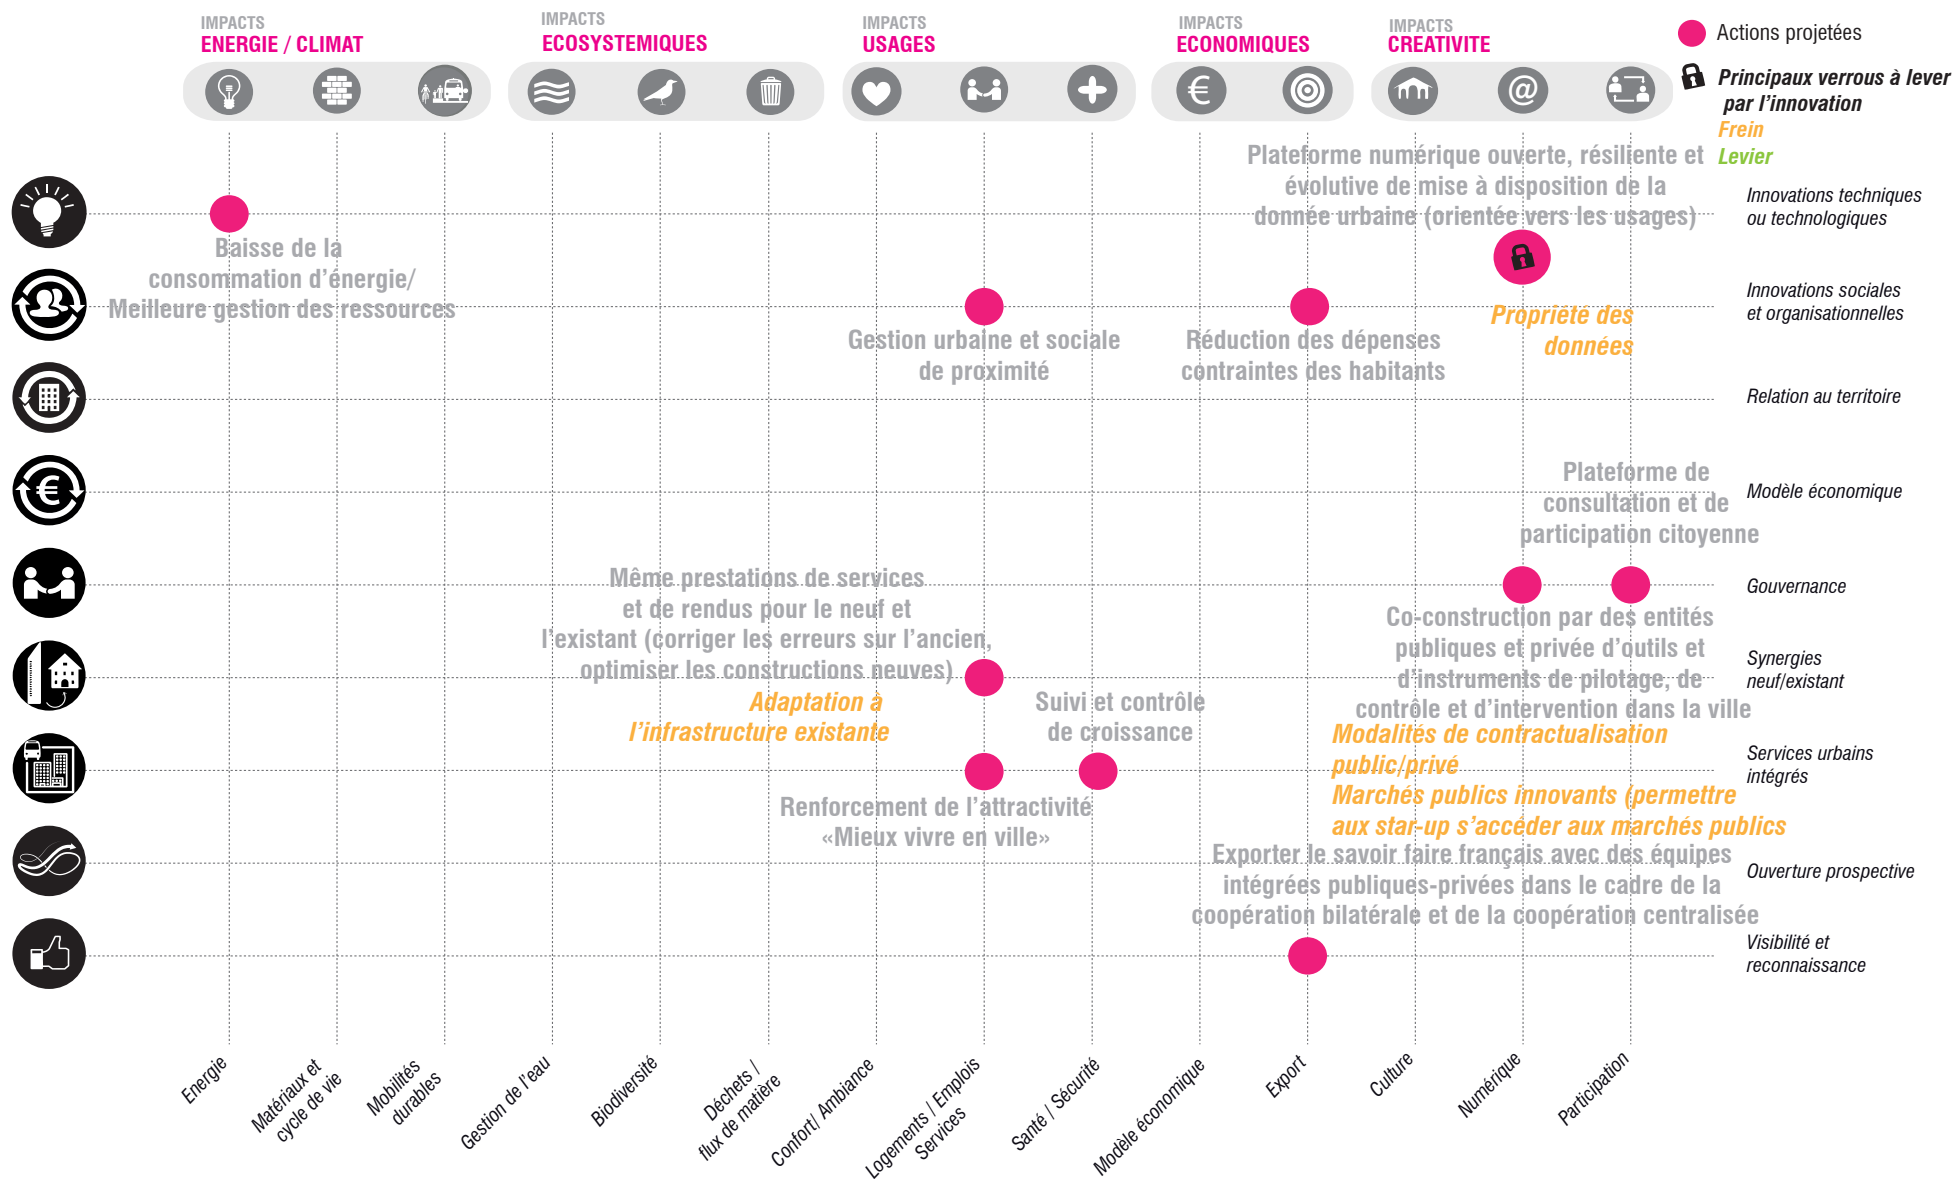 IMPACTS
ENERGIE / CLIMAT
IMPACTS
ECOSYSTEMIQUES
IMPACTS
USAGES
IMPACTS
ECONOMIQUES
IMPACTS
CREATIVITE
Actions projetées
Principaux verrous à lever
par l'innovation
Frein
Levier
Plateforme numérique ouverte, résiliente et
évolutive de mise à disposition de la
donnée urbaine (orientée vers les usages)
Innovations techniques
ou technologiques
Baisse de la
consommation d'énergie/
Meilleure gestion des ressources
Innovations sociales
et organisationnelles
Propriété des
données
Gestion urbaine et sociale
de proximité
Réduction des dépenses
contraintes des habitants
Relation au territoire
Plateforme de
consultation et de
participation citoyenne
Modèle économique
Même prestations de services
et de rendus pour le neuf et
l'existant (corriger les erreurs sur l'ancien,
optimiser les constructions neuves)
Gouvernance
Co-construction par des entités
publiques et privée d'outils et
d'instruments de pilotage, de
contrôle et d'intervention dans la ville
Synergies
neuf/existant
Adaptation à
l'infrastructure existante
Suivi et contrôle
de croissance
Modalités de contractualisation
public/privé
Marchés publics innovants (permettre
aux star-up s'accéder aux marchés publics
Services urbains
intégrés
Renforcement de l'attractivité
«Mieux vivre en ville»
Exporter le savoir faire français avec des équipes
intégrées publiques-privées dans le cadre de la
coopération bilatérale et de la coopération centralisée
Ouverture prospective
Visibilité et
reconnaissance
Energie
Matériaux et
cycle de vie
Mobilités
durables
Gestion de l'eau
Biodiversité
Déchets /
flux de matière
Confort/ Ambiance
Logements / Emplois
Services
Santé / Sécurité
Modèle économique
Export
Culture
Numérique
Participation